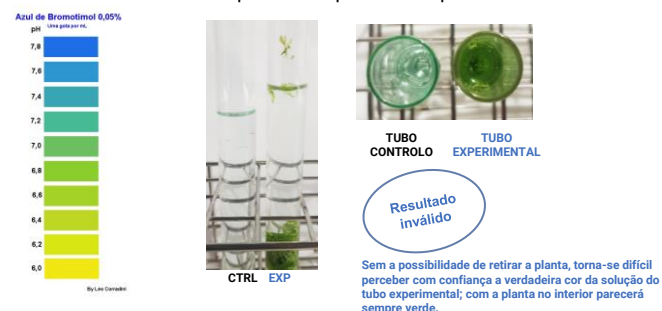 Azul de Bromotimol 0,05%
Uma gota por mL
pH
7,8
7,6
7,4
7,2
7,0
6,8
6,6
6,4
6,2
6,0
By Léo Corradini
CTRL EXP
TUBO CONTROLO
TUBO EXPERIMENTAL
Resultado
inválido
Sem a possibilidade de retirar a planta, torna-se difícil
perceber com confiança a verdadeira cor da solução do
tubo experimental; com a planta no interior parecerá
sempre verde.